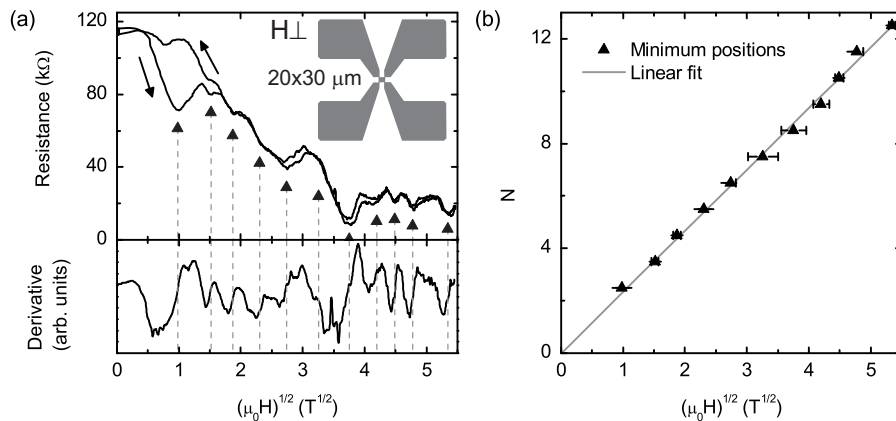 (a)
120
80
40
0
Resistance (kΩ)
H⊥
20x30 μm
Derivative
(arb. units)
0 1 2 3 4 5
(μ₀H)^1/2 (T^1/2)
(b)
12
8
4
0
N
Minimum positions
Linear fit
0 1 2 3 4 5
(μ₀H)^1/2 (T^1/2)